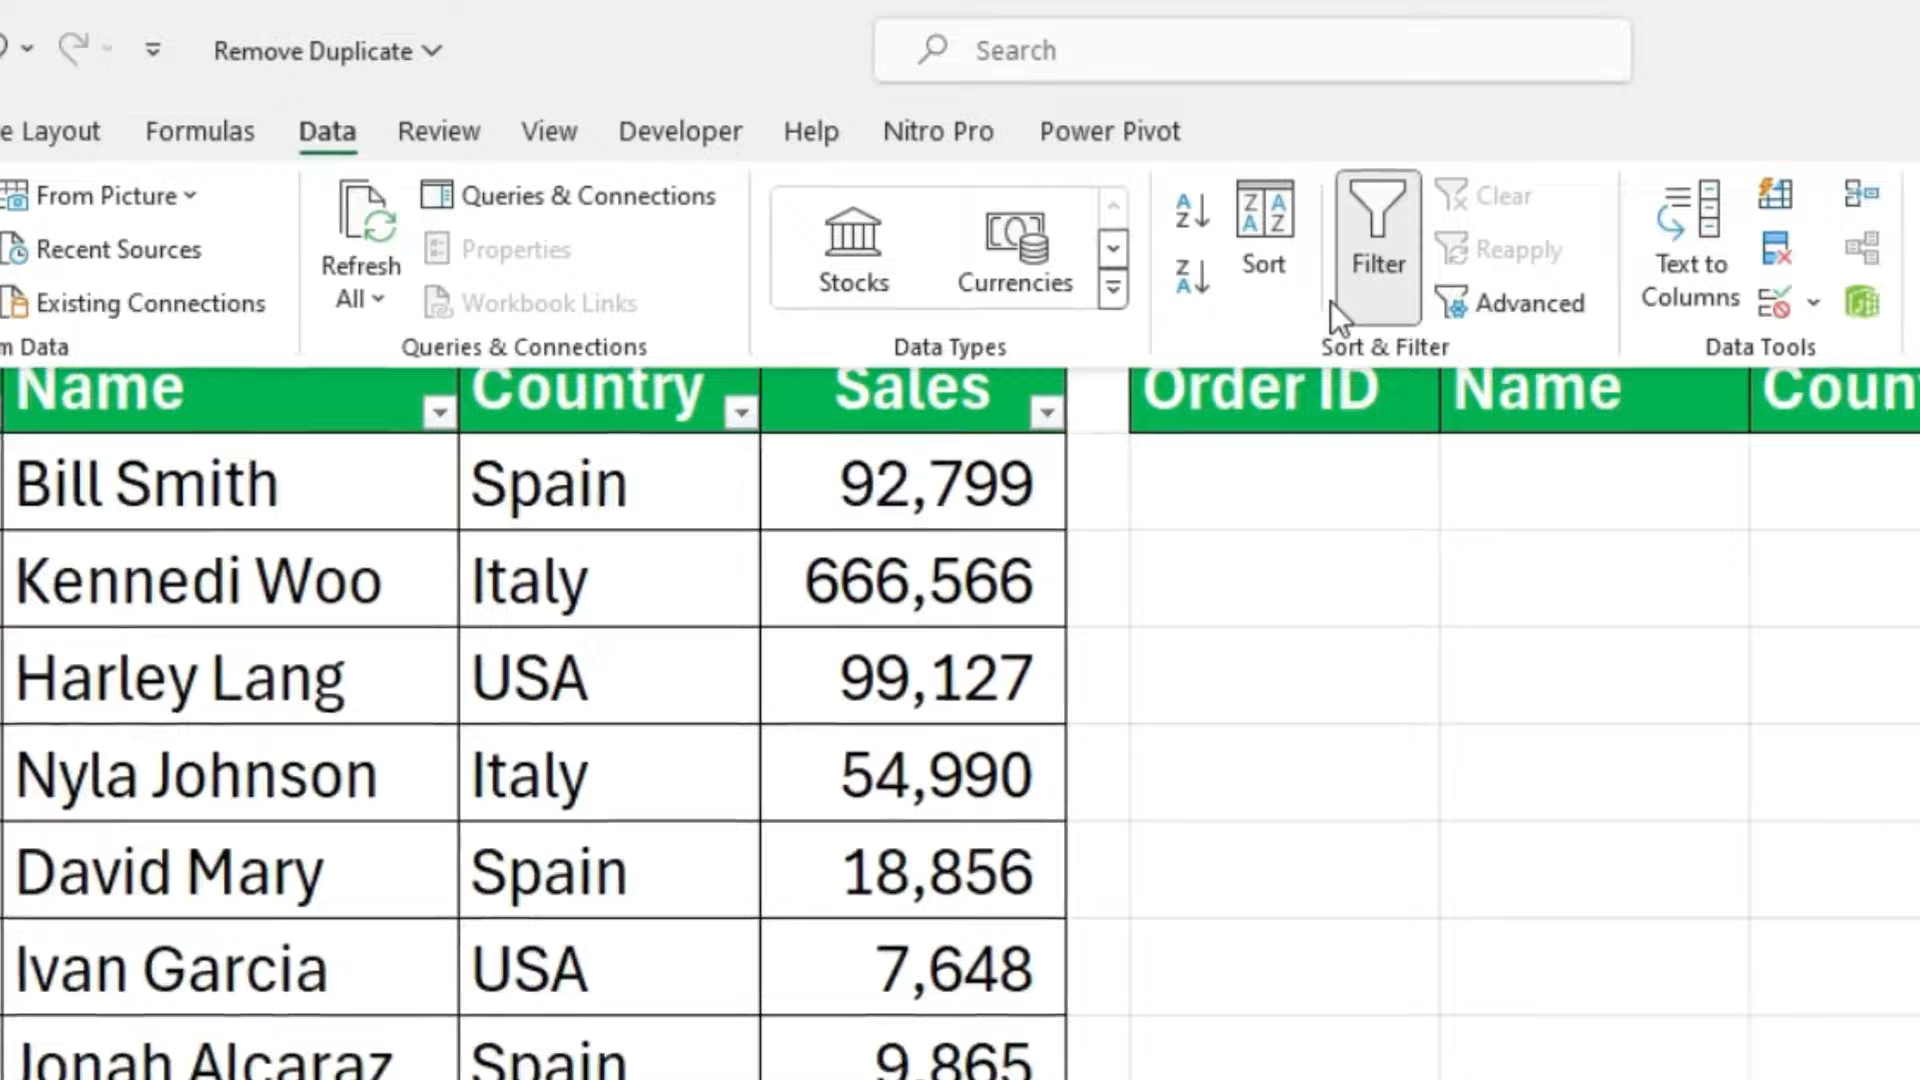 Remove Duplicate
Search
e Layout Formulas Data Review View Developer Help Nitro Pro Power Pivot
From Picture
Recent Sources
Existing Connections
m Data
Refresh
All
Queries & Connections
Properties
Workbook Links
Queries & Connections
Stocks
Currencies
Data Types
Sort
Filter
Clear
Reapply
Advanced
Sort & Filter
Text to
Columns
Data Tools
Name Country Sales Order ID Name Coun
Bill Smith Spain 92,799
Kennedi Woo Italy 666,566
Harley Lang USA 99,127
Nyla Johnson Italy 54,990
David Mary Spain 18,856
Ivan Garcia USA 7,648
Jonah Alcaraz Spain 9,865